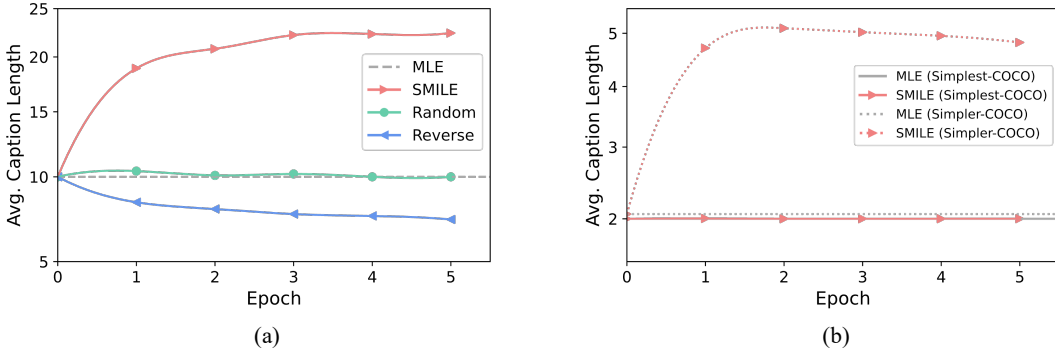 25
20
15
10
5
Avg. Caption Length
MLE
SMILE
Random
Reverse
0 1 2 3 4 5
Epoch
(a)
5
4
3
2
Avg. Caption Length
MLE (Simplest-COCO)
SMILE (Simplest-COCO)
MLE (Simpler-COCO)
SMILE (Simpler-COCO)
0 1 2 3 4 5
Epoch
(b)